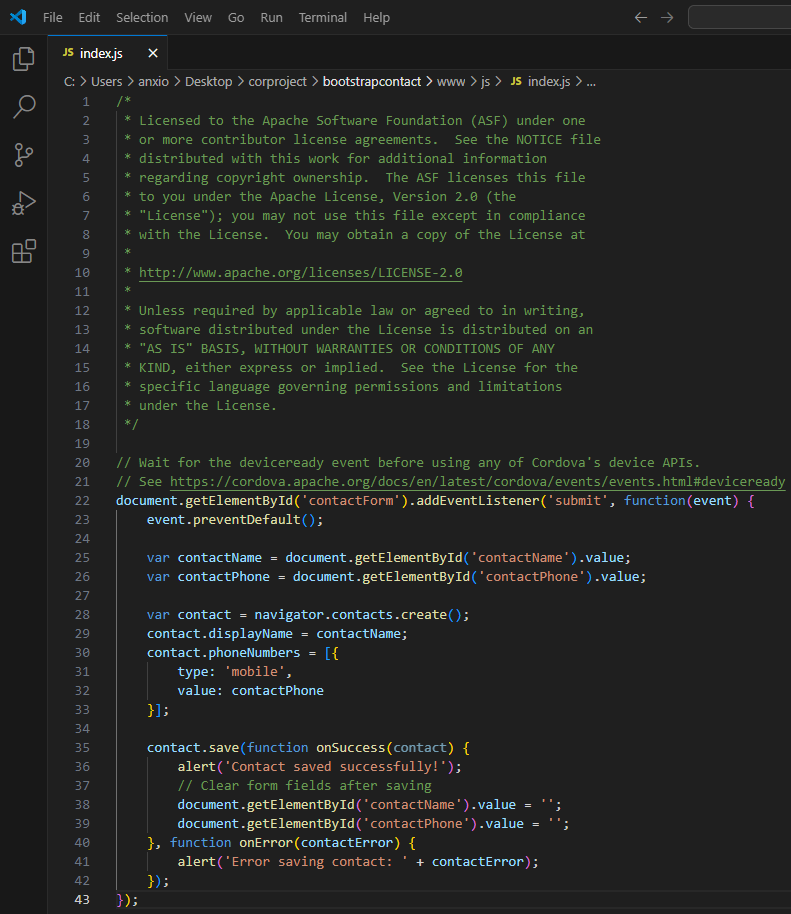 File Edit Selection View Go Run Terminal Help
JS index.js
C: > Users > anxio > Desktop > corproject > bootstrapcontact > www > js > JS index.js > ...
1 /*
2 * Licensed to the Apache Software Foundation (ASF) under one
3 * or more contributor license agreements.  See the NOTICE file
4 * distributed with this work for additional information
5 * regarding copyright ownership.  The ASF licenses this file
6 * to you under the Apache License, Version 2.0 (the
7 * "License"); you may not use this file except in compliance
8 * with the License.  You may obtain a copy of the License at
9 *
10 * http://www.apache.org/licenses/LICENSE-2.0
11 *
12 * Unless required by applicable law or agreed to in writing,
13 * software distributed under the License is distributed on an
14 * "AS IS" BASIS, WITHOUT WARRANTIES OR CONDITIONS OF ANY
15 * KIND, either express or implied.  See the License for the
16 * specific language governing permissions and limitations
17 * under the License.
18 */
19
20 // Wait for the deviceready event before using any of Cordova's device APIs.
21 // See https://cordova.apache.org/docs/en/latest/cordova/events/events.html#deviceready
22 document.getElementById('contactForm').addEventListener('submit', function(event) {
23     event.preventDefault();
24
25     var contactName = document.getElementById('contactName').value;
26     var contactPhone = document.getElementById('contactPhone').value;
27
28     var contact = navigator.contacts.create();
29     contact.displayName = contactName;
30     contact.phoneNumbers = [{
31         type: 'mobile',
32         value: contactPhone
33     }];
34
35     contact.save(function onSuccess(contact) {
36         alert('Contact saved successfully!');
37         // Clear form fields after saving
38         document.getElementById('contactName').value = '';
39         document.getElementById('contactPhone').value = '';
40     }, function onError(contactError) {
41         alert('Error saving contact: ' + contactError);
42     });
43 });